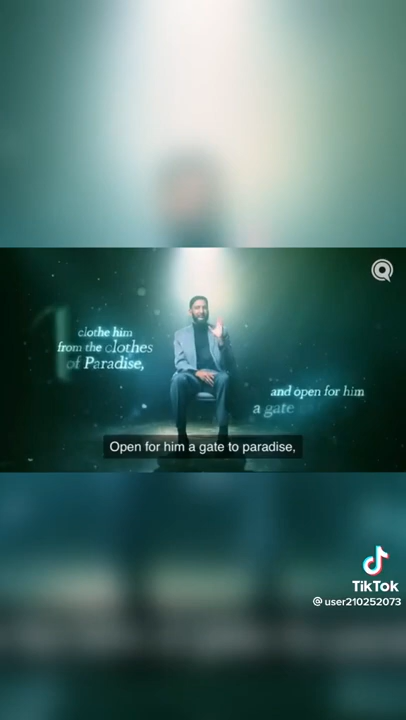 clothe him
from the clothes
of Paradise,
and open for him
a gate
Open for him a gate to paradise,
TikTok
@user210252073